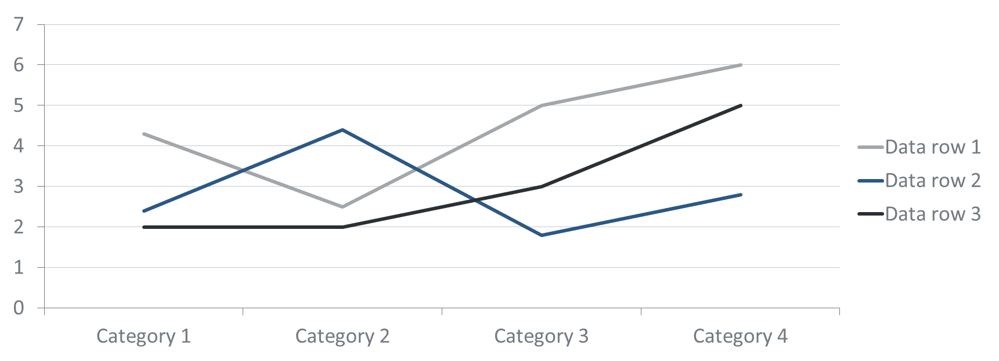 7
6
5
4
3
2
1
0
Category 1 Category 2 Category 3 Category 4
Data row 1
Data row 2
Data row 3